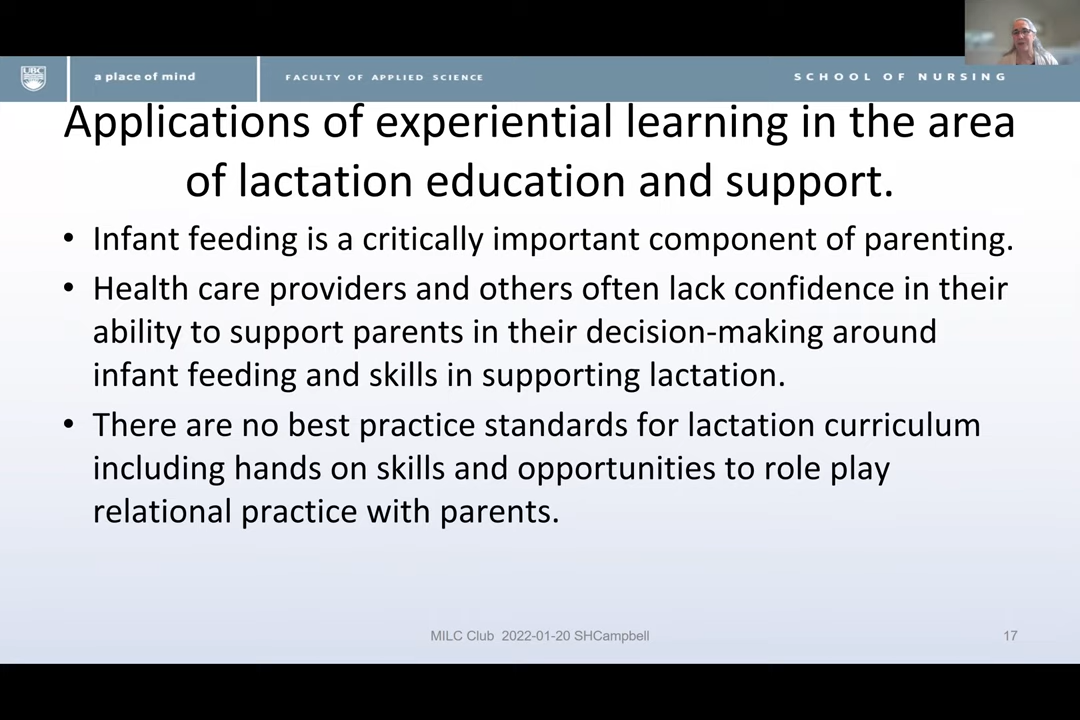 UBC
a place of mind
FACULTY OF APPLIED SCIENCE
SCHOOL OF NURSING
Applications of experiential learning in the area
of lactation education and support.
• Infant feeding is a critically important component of parenting.
• Health care providers and others often lack confidence in their
ability to support parents in their decision-making around
infant feeding and skills in supporting lactation.
• There are no best practice standards for lactation curriculum
including hands on skills and opportunities to role play
relational practice with parents.
MILC Club 2022-01-20 SHCampbell
17